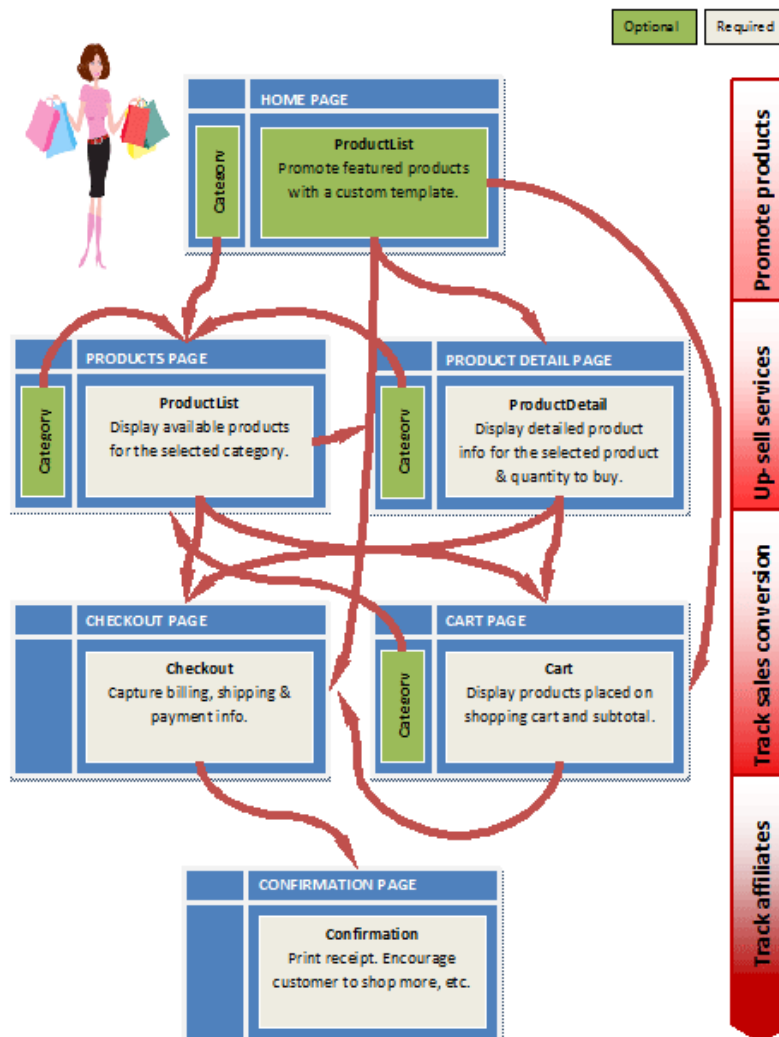 Optional
Required
HOME PAGE
Category
ProductList
Promote featured products
with a custom template.
PRODUCTS PAGE
Category
ProductList
Display available products
for the selected category.
PRODUCT DETAIL PAGE
Category
ProductDetail
Display detailed product
info for the selected product
& quantity to buy.
CHECKOUT PAGE
Checkout
Capture billing, shipping &
payment info.
CART PAGE
Category
Cart
Display products placed on
shopping cart and subtotal.
CONFIRMATION PAGE
Confirmation
Print receipt. Encourage
customer to shop more, etc.
Promote products
Up- sell services
Track sales conversion
Track affiliates